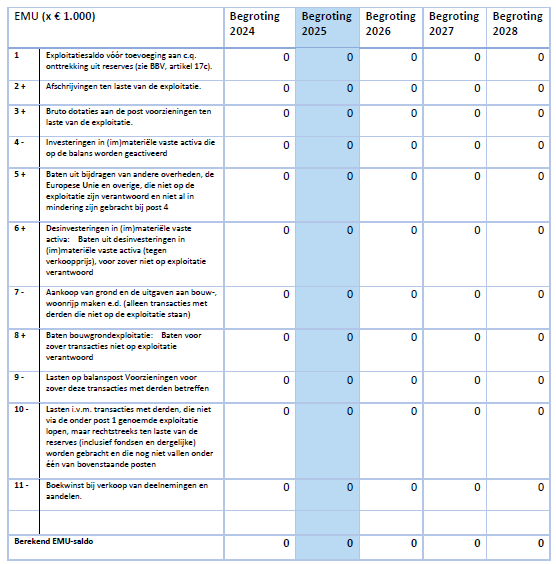 EMU (x € 1.000) Begroting 2024 Begroting 2025 Begroting 2026 Begroting 2027 Begroting 2028
1 Exploitatiesaldo vóór toevoeging aan c.q. 0 0 0 0 0
onttrekking uit reserves (zie BBV, artikel 17c).
2 + Afschrijvingen ten laste van de exploitatie. 0 0 0 0 0
3 + Bruto dotaties aan de post voorzieningen ten 0 0 0 0 0
laste van de exploitatie.
4 - Investeringen in (im)materiële vaste activa die 0 0 0 0 0
op de balans worden geactiveerd
5 + Baten uit bijdragen van andere overheden, de 0 0 0 0 0
Europese Unie en overige, die niet op de
exploitatie zijn verantwoord en niet al in
mindering zijn gebracht bij post 4
6 + Desinvesteringen in (im)materiële vaste 0 0 0 0 0
activa: Baten uit desinvesteringen in
(im)materiële vaste activa (tegen
verkoopprijs), voor zover niet op exploitatie
verantwoord
7 - Aankoop van grond en de uitgaven aan bouw-, 0 0 0 0 0
woonrijp maken e.d. (alleen transacties met
derden die niet op de exploitatie staan)
8 + Baten bouwgrondexploitatie: Baten voor 0 0 0 0 0
zover transacties niet op exploitatie
verantwoord
9 - Lasten op balanspost Voorzieningen voor 0 0 0 0 0
zover deze transacties met derden betreffen
10 - Lasten i.v.m. transacties met derden, die niet 0 0 0 0 0
via de onder post 1 genoemde exploitatie
lopen, maar rechtstreeks ten laste van de
reserves (inclusief fondsen en dergelijke)
worden gebracht en die nog niet vallen onder
één van bovenstaande posten
11 - Boekwinst bij verkoop van deelnemingen en 0 0 0 0 0
aandelen.
Berekend EMU-saldo 0 0 0 0 0